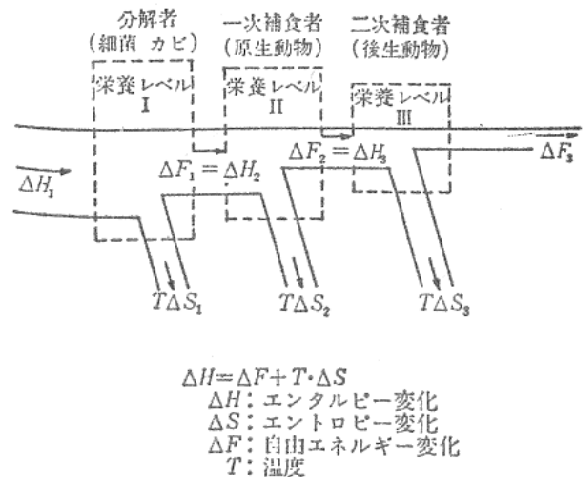 分解者
(細菌 カビ)
一次補食者
(原生動物)
二次補食者
(後生動物)
栄養レベル
I
栄養レベル
II
栄養レベル
III
ΔH₁
ΔF₁=ΔH₂
ΔF₂=ΔH₃
ΔF₃
TΔS₁
TΔS₂
TΔS₃
ΔH=ΔF+T·ΔS
ΔH:エンタルピー変化
ΔS:エントロピー変化
ΔF:自由エネルギー変化
T:温度